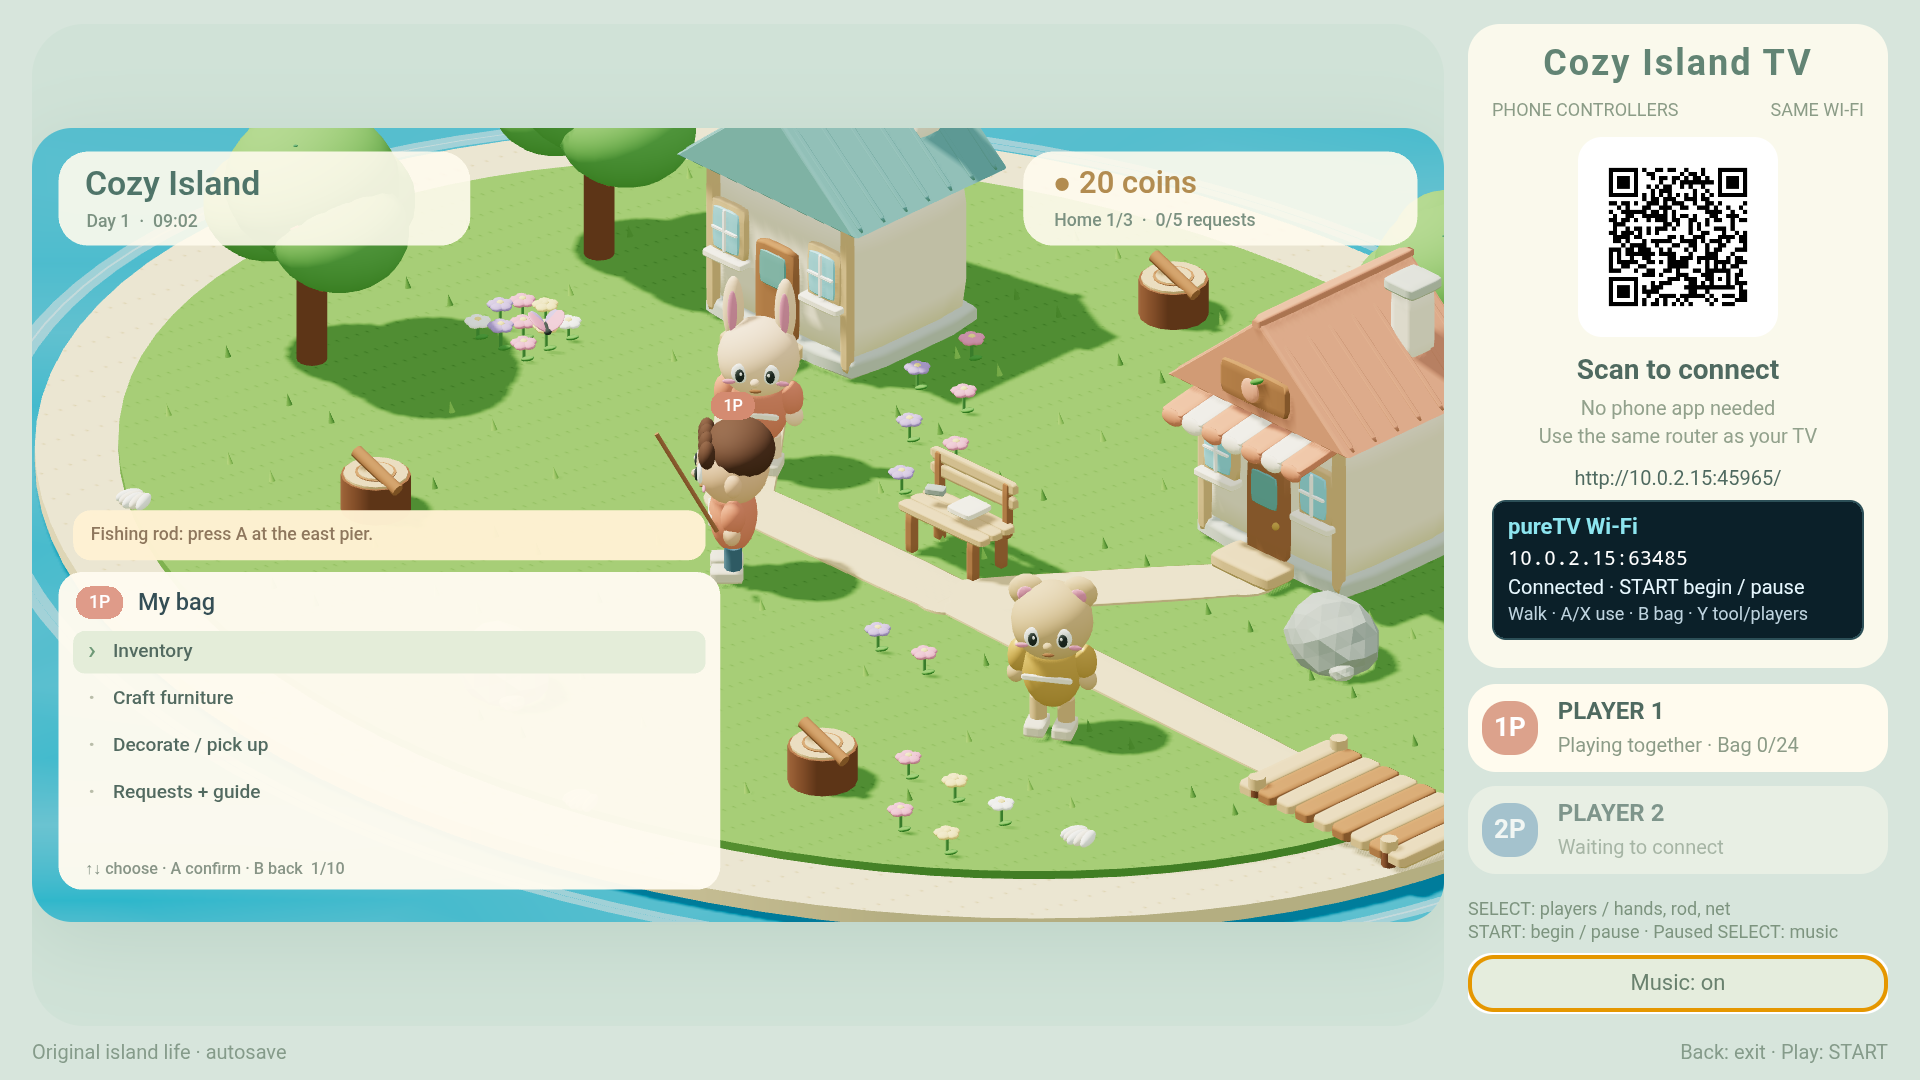 Cozy Island
Day 1 · 09:02
● 20 coins
Home 1/3 · 0/5 requests
1P
Fishing rod: press A at the east pier.
1P My bag
› Inventory
· Craft furniture
· Decorate / pick up
· Requests + guide
↑↓ choose · A confirm · B back 1/10
Cozy Island TV
PHONE CONTROLLERS SAME WI-FI
Scan to connect
No phone app needed
Use the same router as your TV
http://10.0.2.15:45965/
pureTV Wi-Fi
10.0.2.15:63485
Connected · START begin / pause
Walk · A/X use · B bag · Y tool/players
1P PLAYER 1
Playing together · Bag 0/24
2P PLAYER 2
Waiting to connect
SELECT: players / hands, rod, net
START: begin / pause · Paused SELECT: music
Music: on
Original island life · autosave
Back: exit · Play: START